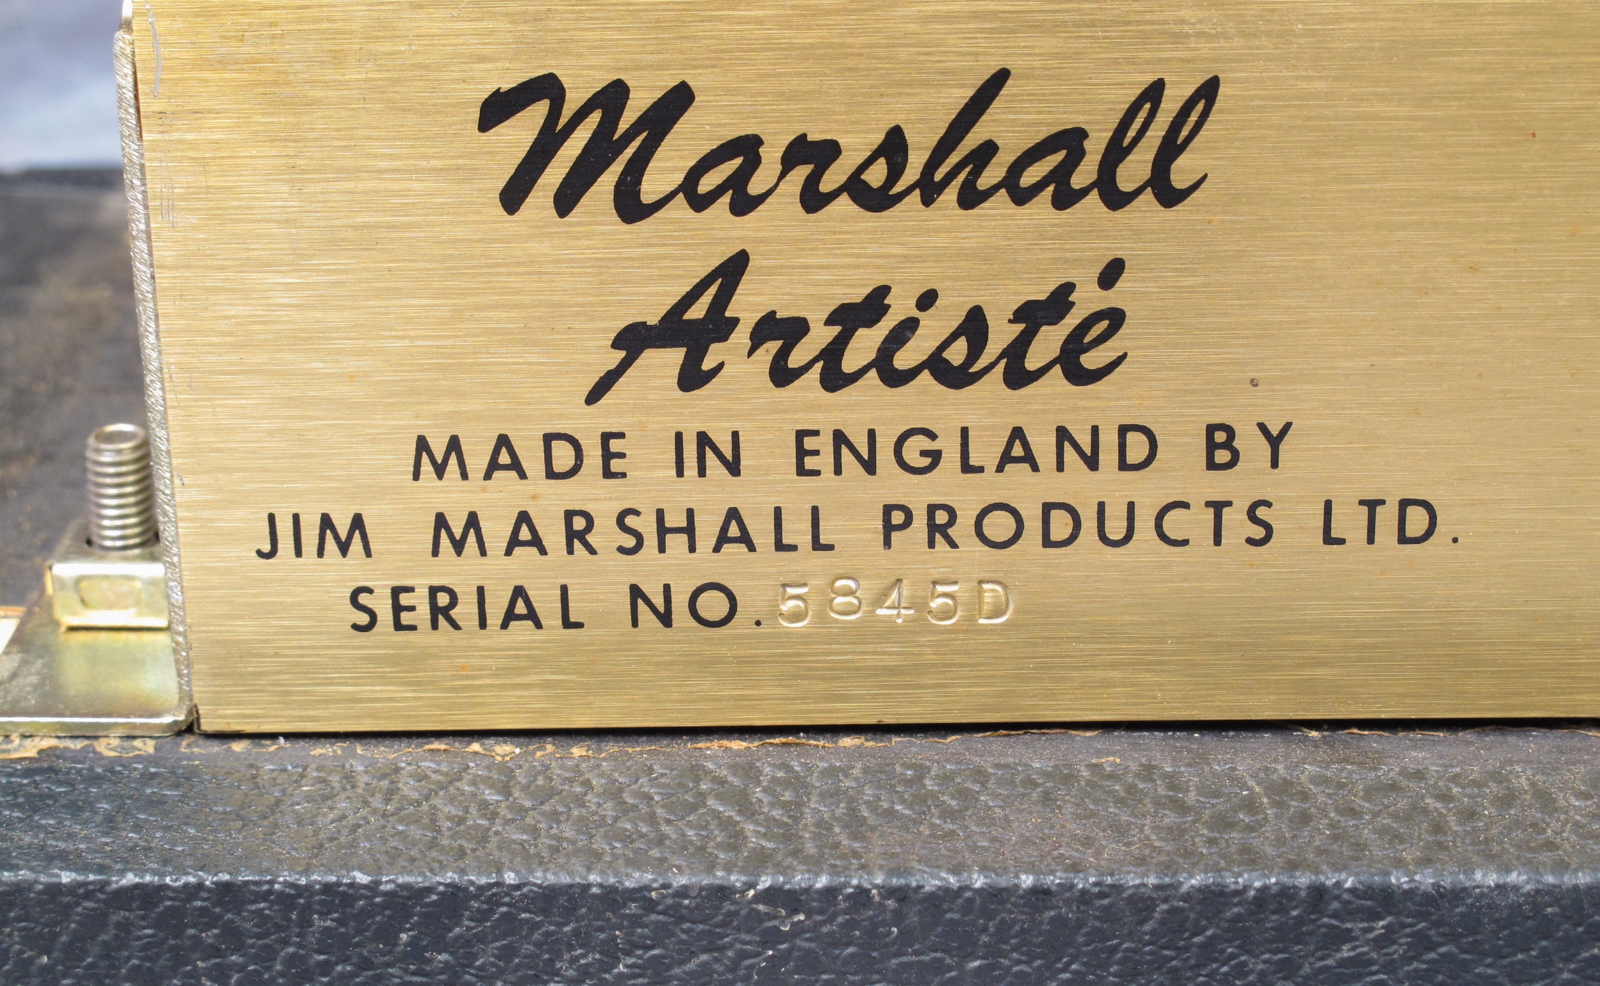 Marshall
Artisté
MADE IN ENGLAND BY
JIM MARSHALL PRODUCTS LTD.
SERIAL NO. 5845D